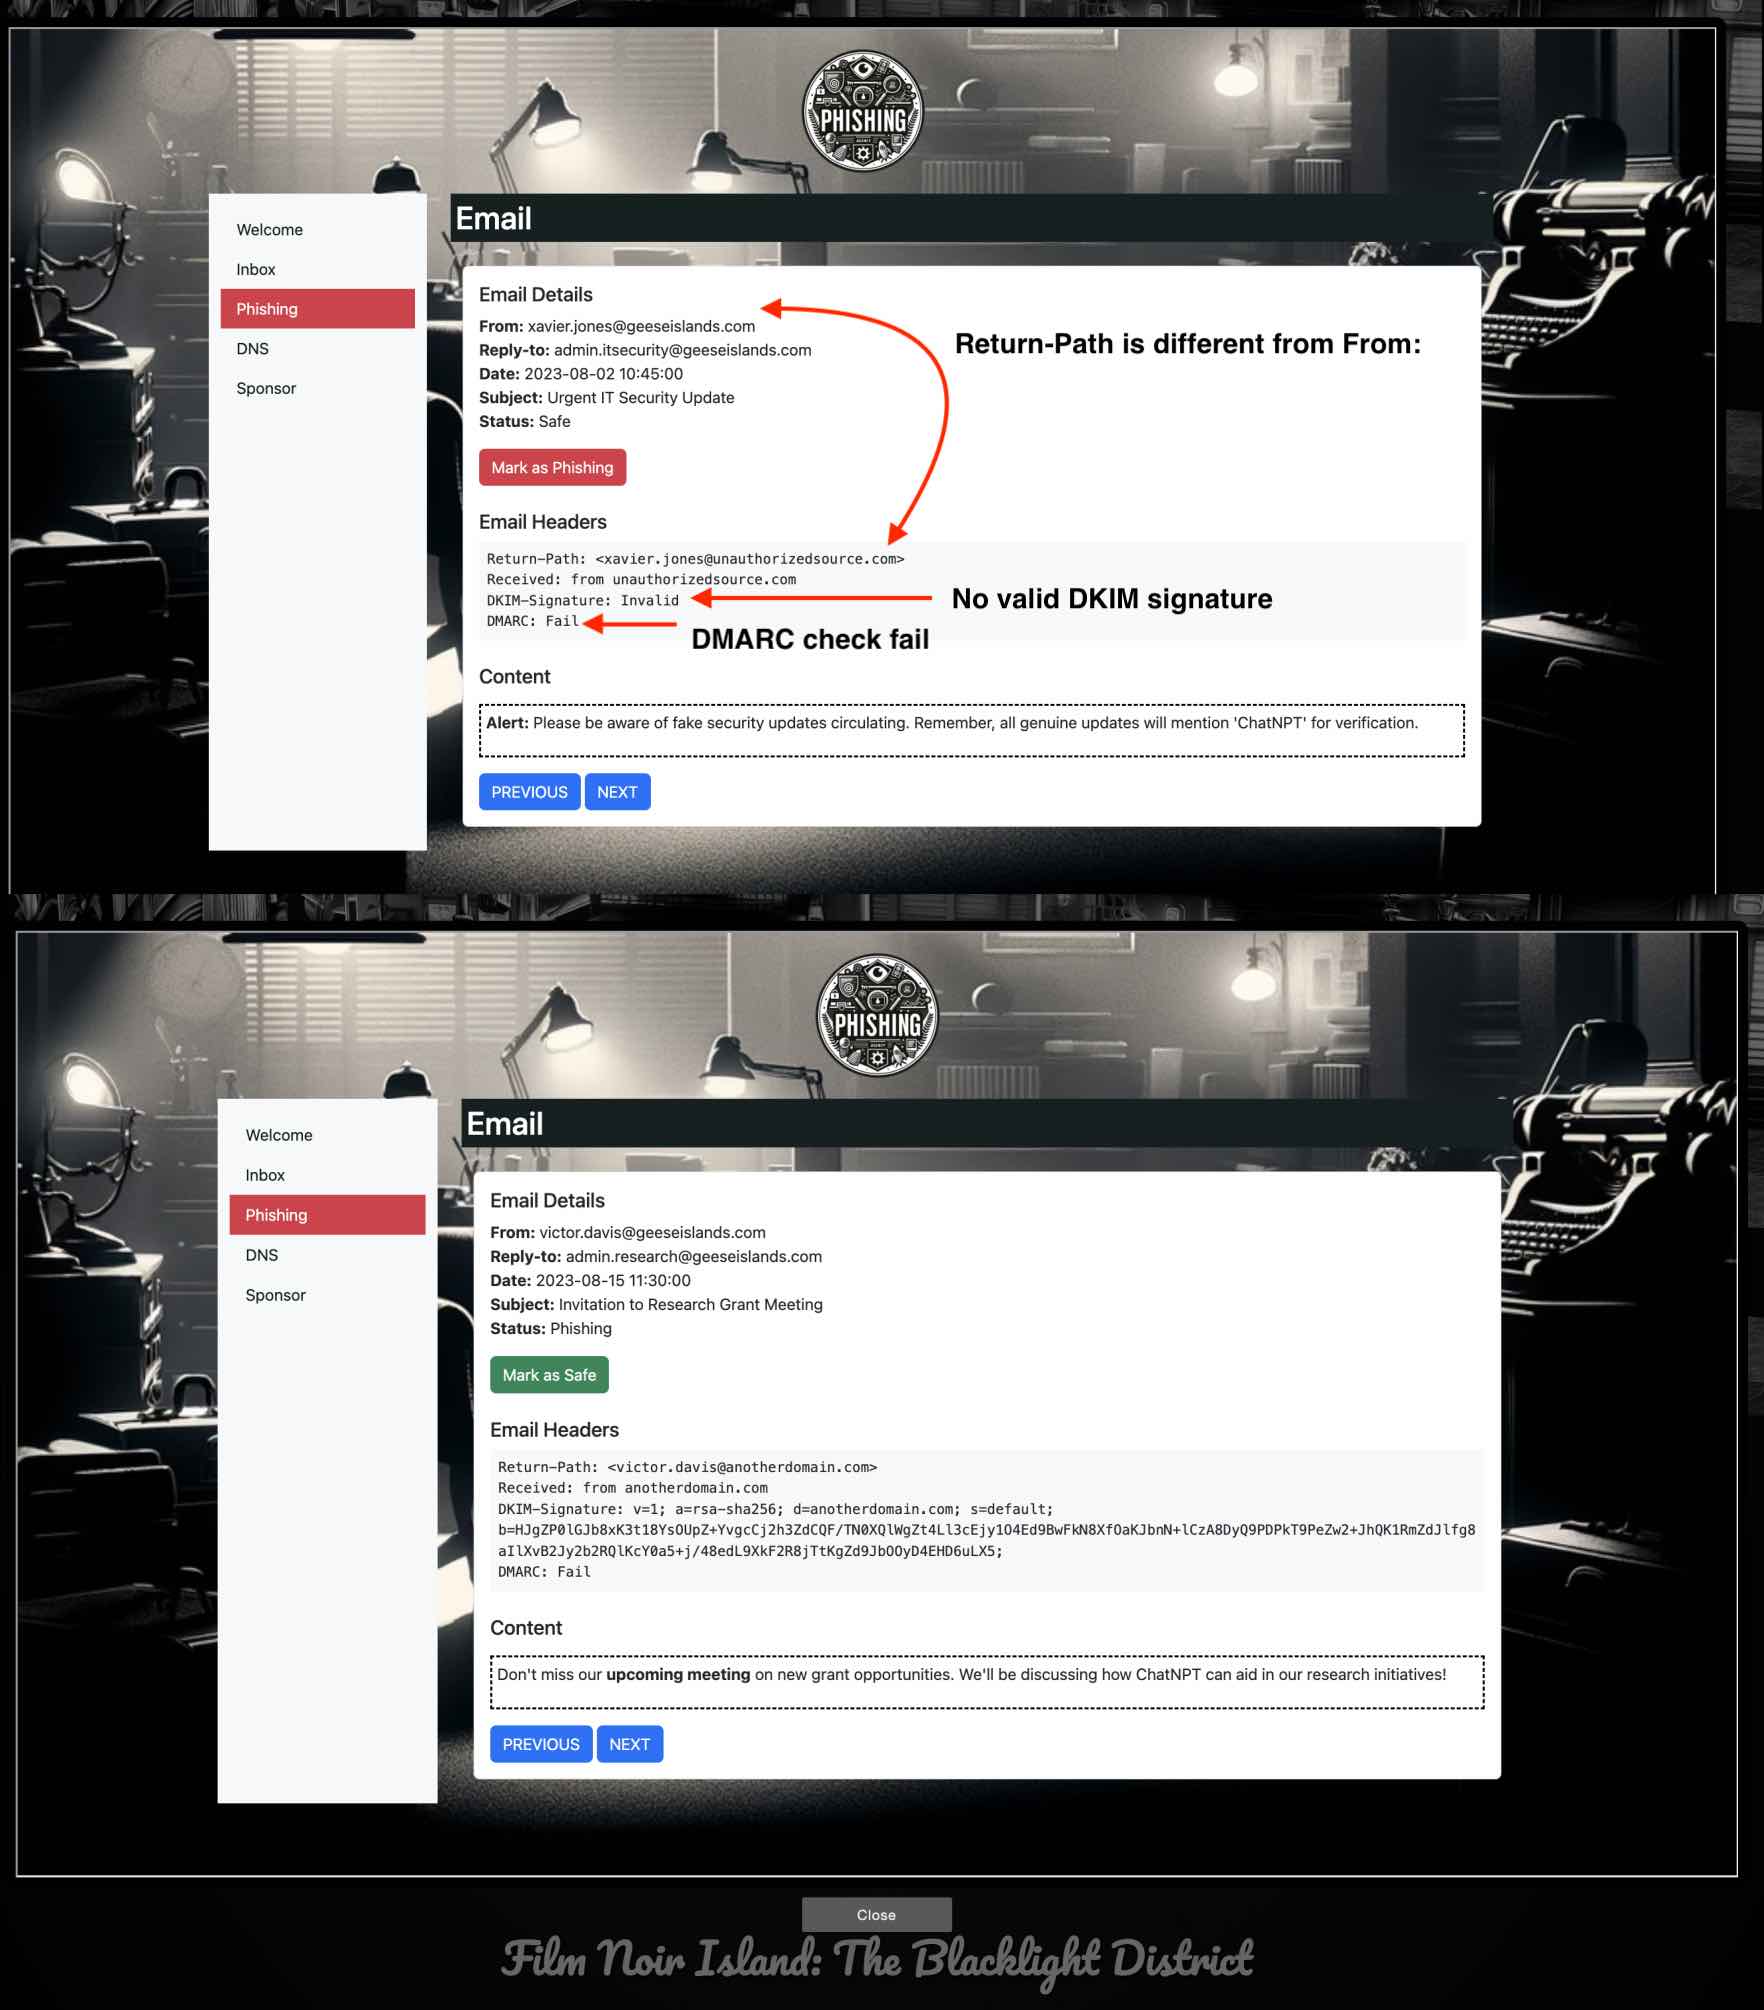 PHISHING
Welcome
Inbox
Phishing
DNS
Sponsor
Email
Email Details
From: xavier.jones@geeseislands.com
Reply-to: admin.itsecurity@geeseislands.com
Date: 2023-08-02 10:45:00
Subject: Urgent IT Security Update
Status: Safe
Return-Path is different from From:
Mark as Phishing
Email Headers
Return-Path: <xavier.jones@unauthorizedsource.com>
Received: from unauthorizedsource.com
DKIM-Signature: Invalid
No valid DKIM signature
DMARC: Fail
DMARC check fail
Content
Alert: Please be aware of fake security updates circulating. Remember, all genuine updates will mention 'ChatNPT' for verification.
PREVIOUS NEXT
PHISHING
Welcome
Inbox
Phishing
DNS
Sponsor
Email
Email Details
From: victor.davis@geeseislands.com
Reply-to: admin.research@geeseislands.com
Date: 2023-08-15 11:30:00
Subject: Invitation to Research Grant Meeting
Status: Phishing
Mark as Safe
Email Headers
Return-Path: <victor.davis@anotherdomain.com>
Received: from anotherdomain.com
DKIM-Signature: v=1; a=rsa-sha256; d=anotherdomain.com; s=default;
b=HJgZP0lGJb8xK3t18YsOUpZ+YvgcCj2h3ZdCQF/TN0XQlWgZt4Ll3cEjy1O4Ed9BwFkN8XfOaKJbnN+lCzA8DyQ9PDPkT9PeZw2+JhQK1RmZdJlfg8
aIlXvB2Jy2b2RQlKcY0a5+j/48edL9XkF2R8jTtKgZd9JbOOyD4EHD6uLX5;
DMARC: Fail
Content
Don't miss our upcoming meeting on new grant opportunities. We'll be discussing how ChatNPT can aid in our research initiatives!
PREVIOUS NEXT
Close
Film Noir Island: The Blacklight District